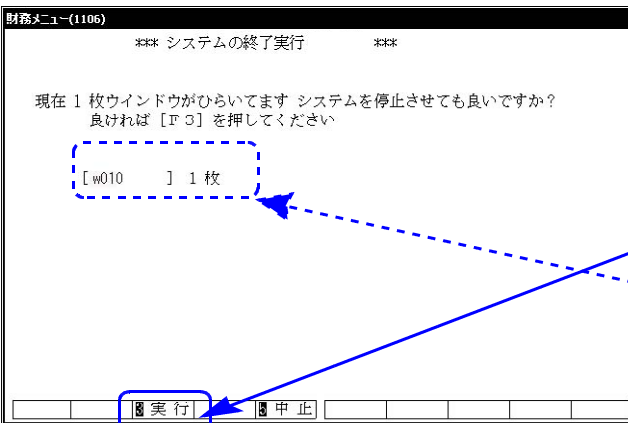 財務メニュー(1106)
*** システムの終了実行 ***
現在 1 枚ウインドウがひらいてます システムを停止させても良いですか?
良ければ [F3] を押してください
[w010 ] 1 枚
3 実 行 5 中 止